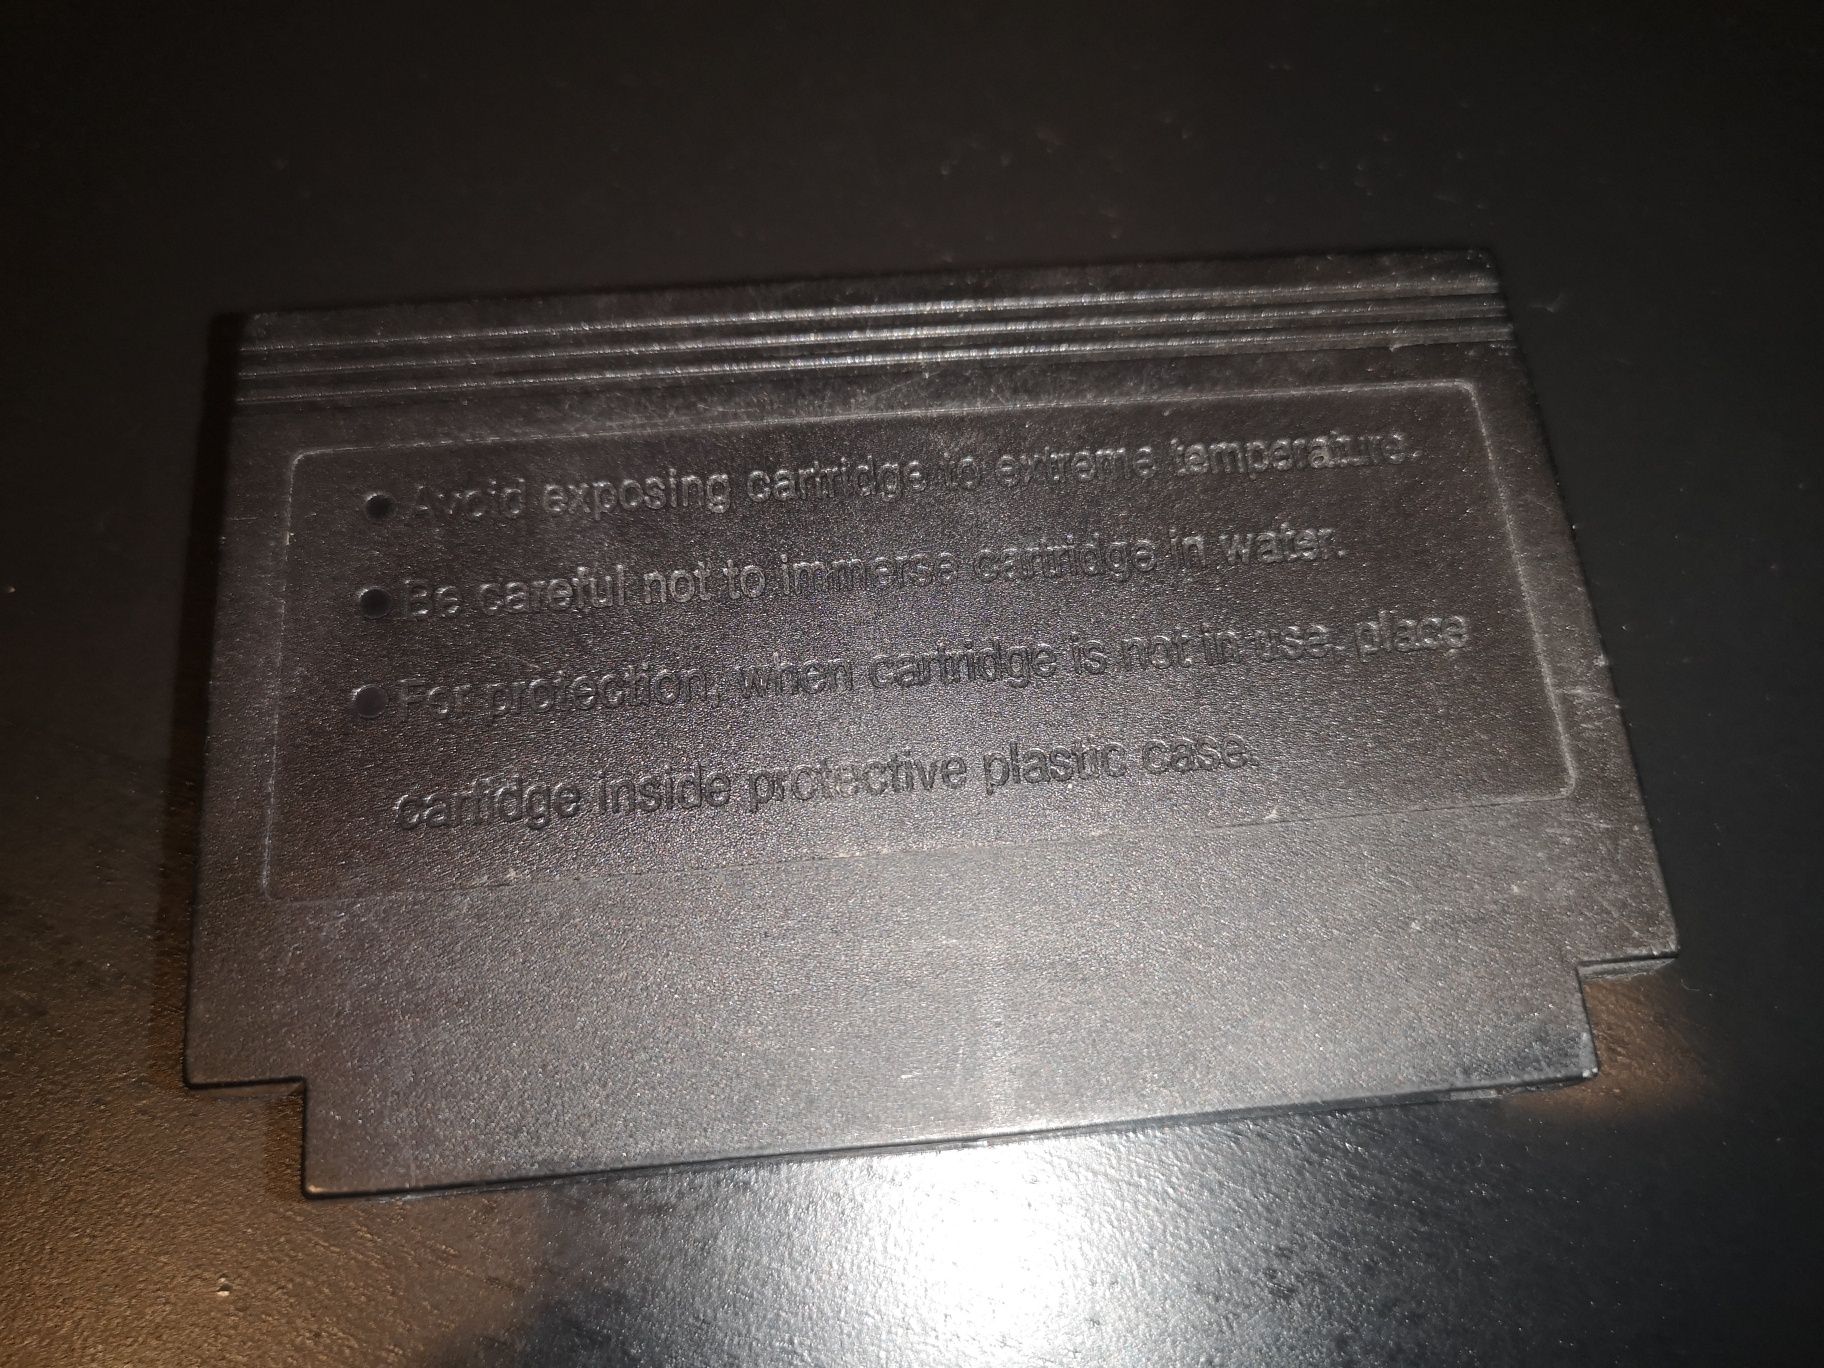 ● Avoid exposing cartridge to extreme temperature.
● Be careful not to immerse cartridge in water.
● For protection, when cartridge is not in use, place
cartidge inside protective plastic case.